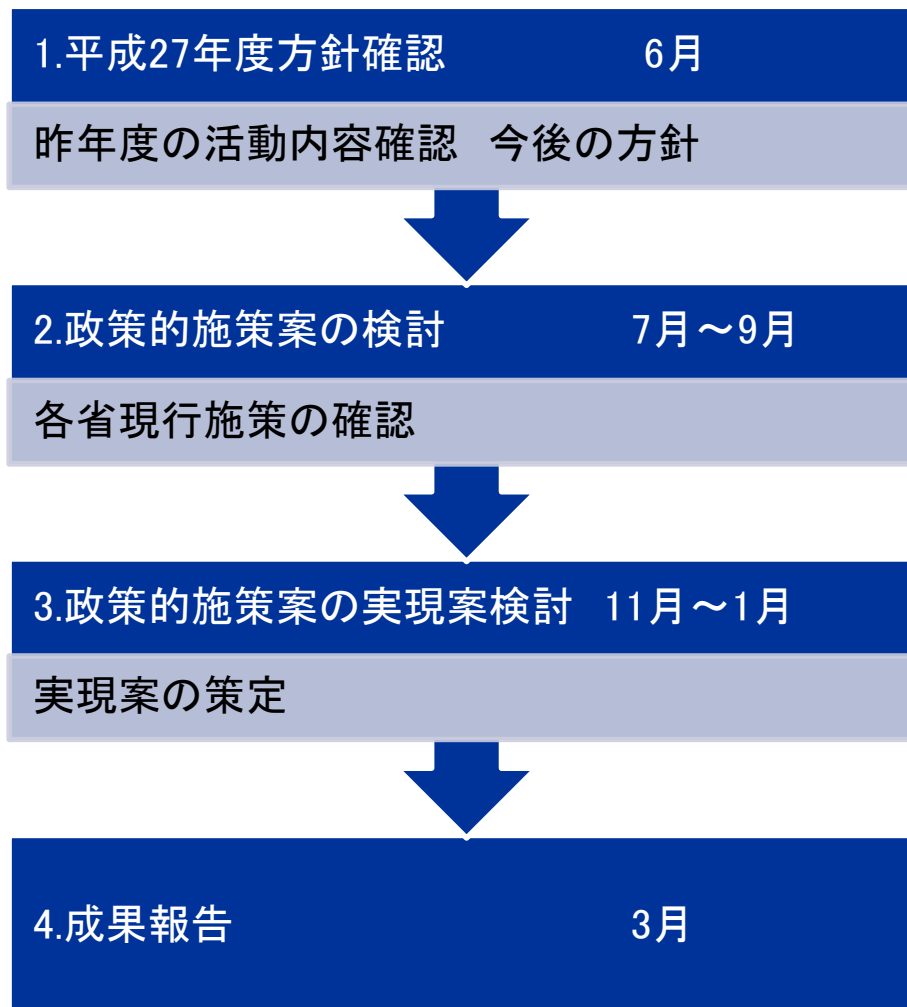 1.平成27年度方針確認 6月
昨年度の活動内容確認 今後の方針
2.政策的施策案の検討 7月～9月
各省現行施策の確認
3.政策的施策案の実現案検討 11月～1月
実現案の策定
4.成果報告 3月